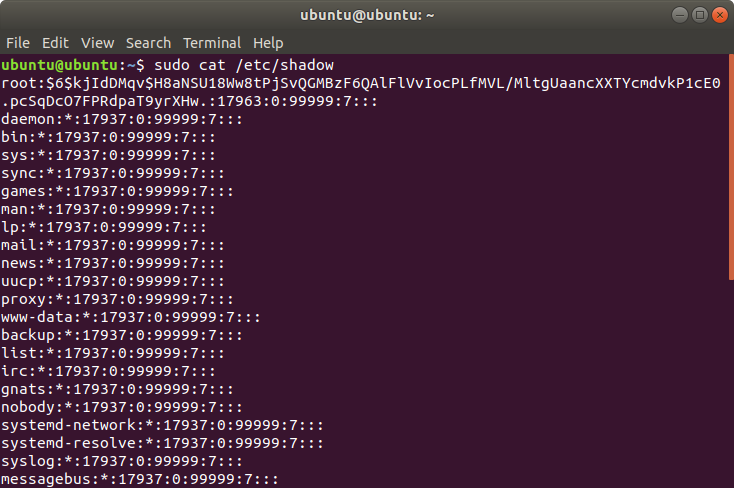 ubuntu@ubuntu: ~
File Edit View Search Terminal Help
ubuntu@ubuntu:~$ sudo cat /etc/shadow
root:$6$kjIdDMqv$H8aNSU18Ww8tPjSvQGMBzF6QAlFlVvIocPLfMVL/MltgUaancXXTYcmdvkP1cE0
.pcSqDcO7FPRdpaT9yrXHw.:17963:0:99999:7:::
daemon:*:17937:0:99999:7:::
bin:*:17937:0:99999:7:::
sys:*:17937:0:99999:7:::
sync:*:17937:0:99999:7:::
games:*:17937:0:99999:7:::
man:*:17937:0:99999:7:::
lp:*:17937:0:99999:7:::
mail:*:17937:0:99999:7:::
news:*:17937:0:99999:7:::
uucp:*:17937:0:99999:7:::
proxy:*:17937:0:99999:7:::
www-data:*:17937:0:99999:7:::
backup:*:17937:0:99999:7:::
list:*:17937:0:99999:7:::
irc:*:17937:0:99999:7:::
gnats:*:17937:0:99999:7:::
nobody:*:17937:0:99999:7:::
systemd-network:*:17937:0:99999:7:::
systemd-resolve:*:17937:0:99999:7:::
syslog:*:17937:0:99999:7:::
messagebus:*:17937:0:99999:7:::